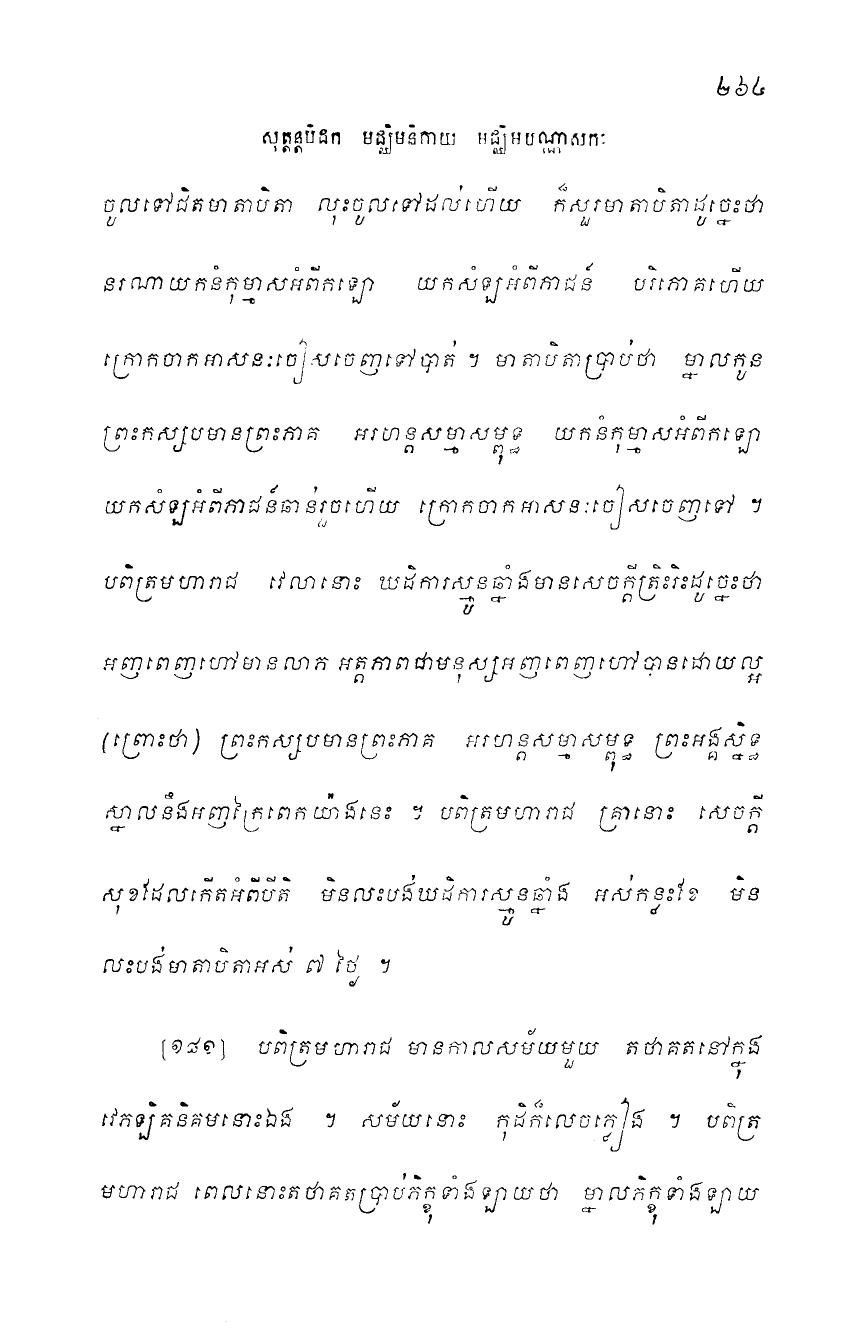 ២៦៤
សុត្តន្តបិដក មជ្ឈិមនិកាយ មជ្ឈិមបណ្ណាសកៈ
ចូលទៅជិតមាតាបិតា លុះចូលទៅដល់ហើយ ក៏សួរមាតាបិតាដូច្នេះថា
នរណាយកនំកុម្មាសអំពីកឡោ យកសំឡអំពីភាជន៍ បរិភោគហើយ
ក្រោកចាកអាសនៈចៀសចេញទៅបាត់ ។ មាតាបិតាប្រាប់ថា ម្នាលកូន
ព្រះកស្សបមានព្រះភាគ អរហន្តសម្មាសម្ពុទ្ធ យកនំកុម្មាសអំពីកឡោ
យកសំឡអំពីភាជន៍ឆាន់រួចហើយ ក្រោកចាកអាសនៈចៀសចេញទៅ ។
បពិត្រមហារាជ វេលានោះ ឃដិការស្មូនឆ្នាំងមានសេចក្តីត្រិះរិះដូច្នេះថា
អញពេញហៅមានលាភ អត្តភាពជាមនុស្សអញពេញហៅបានដោយល្អ
(ព្រោះថា) ព្រះកស្សបមានព្រះភាគ អរហន្តសម្មាសម្ពុទ្ធ ព្រះអង្គស្និទ្ធ
ស្នាលនឹងអញក្រៃពេកយ៉ាងនេះ ។ បពិត្រមហារាជ គ្រានោះ សេចក្តី
សុខដែលកើតអំពីបីតិ មិនលះបង់ឃដិការស្មូនឆ្នាំង អស់កន្លះខែ មិន
លះបង់មាតាបិតាអស់ ៧ ថ្ងៃ ។
[១៨១] បពិត្រមហារាជ មានកាលសម័យមួយ តថាគតនៅក្នុង
វេភឡិគនិគមនោះឯង ។ សម័យនោះ កុដិក៏លេចភ្លៀង ។ បពិត្រ
មហារាជ ពេលនោះតថាគតប្រាប់ភិក្ខុទាំងឡាយថា ម្នាលភិក្ខុទាំងឡាយ